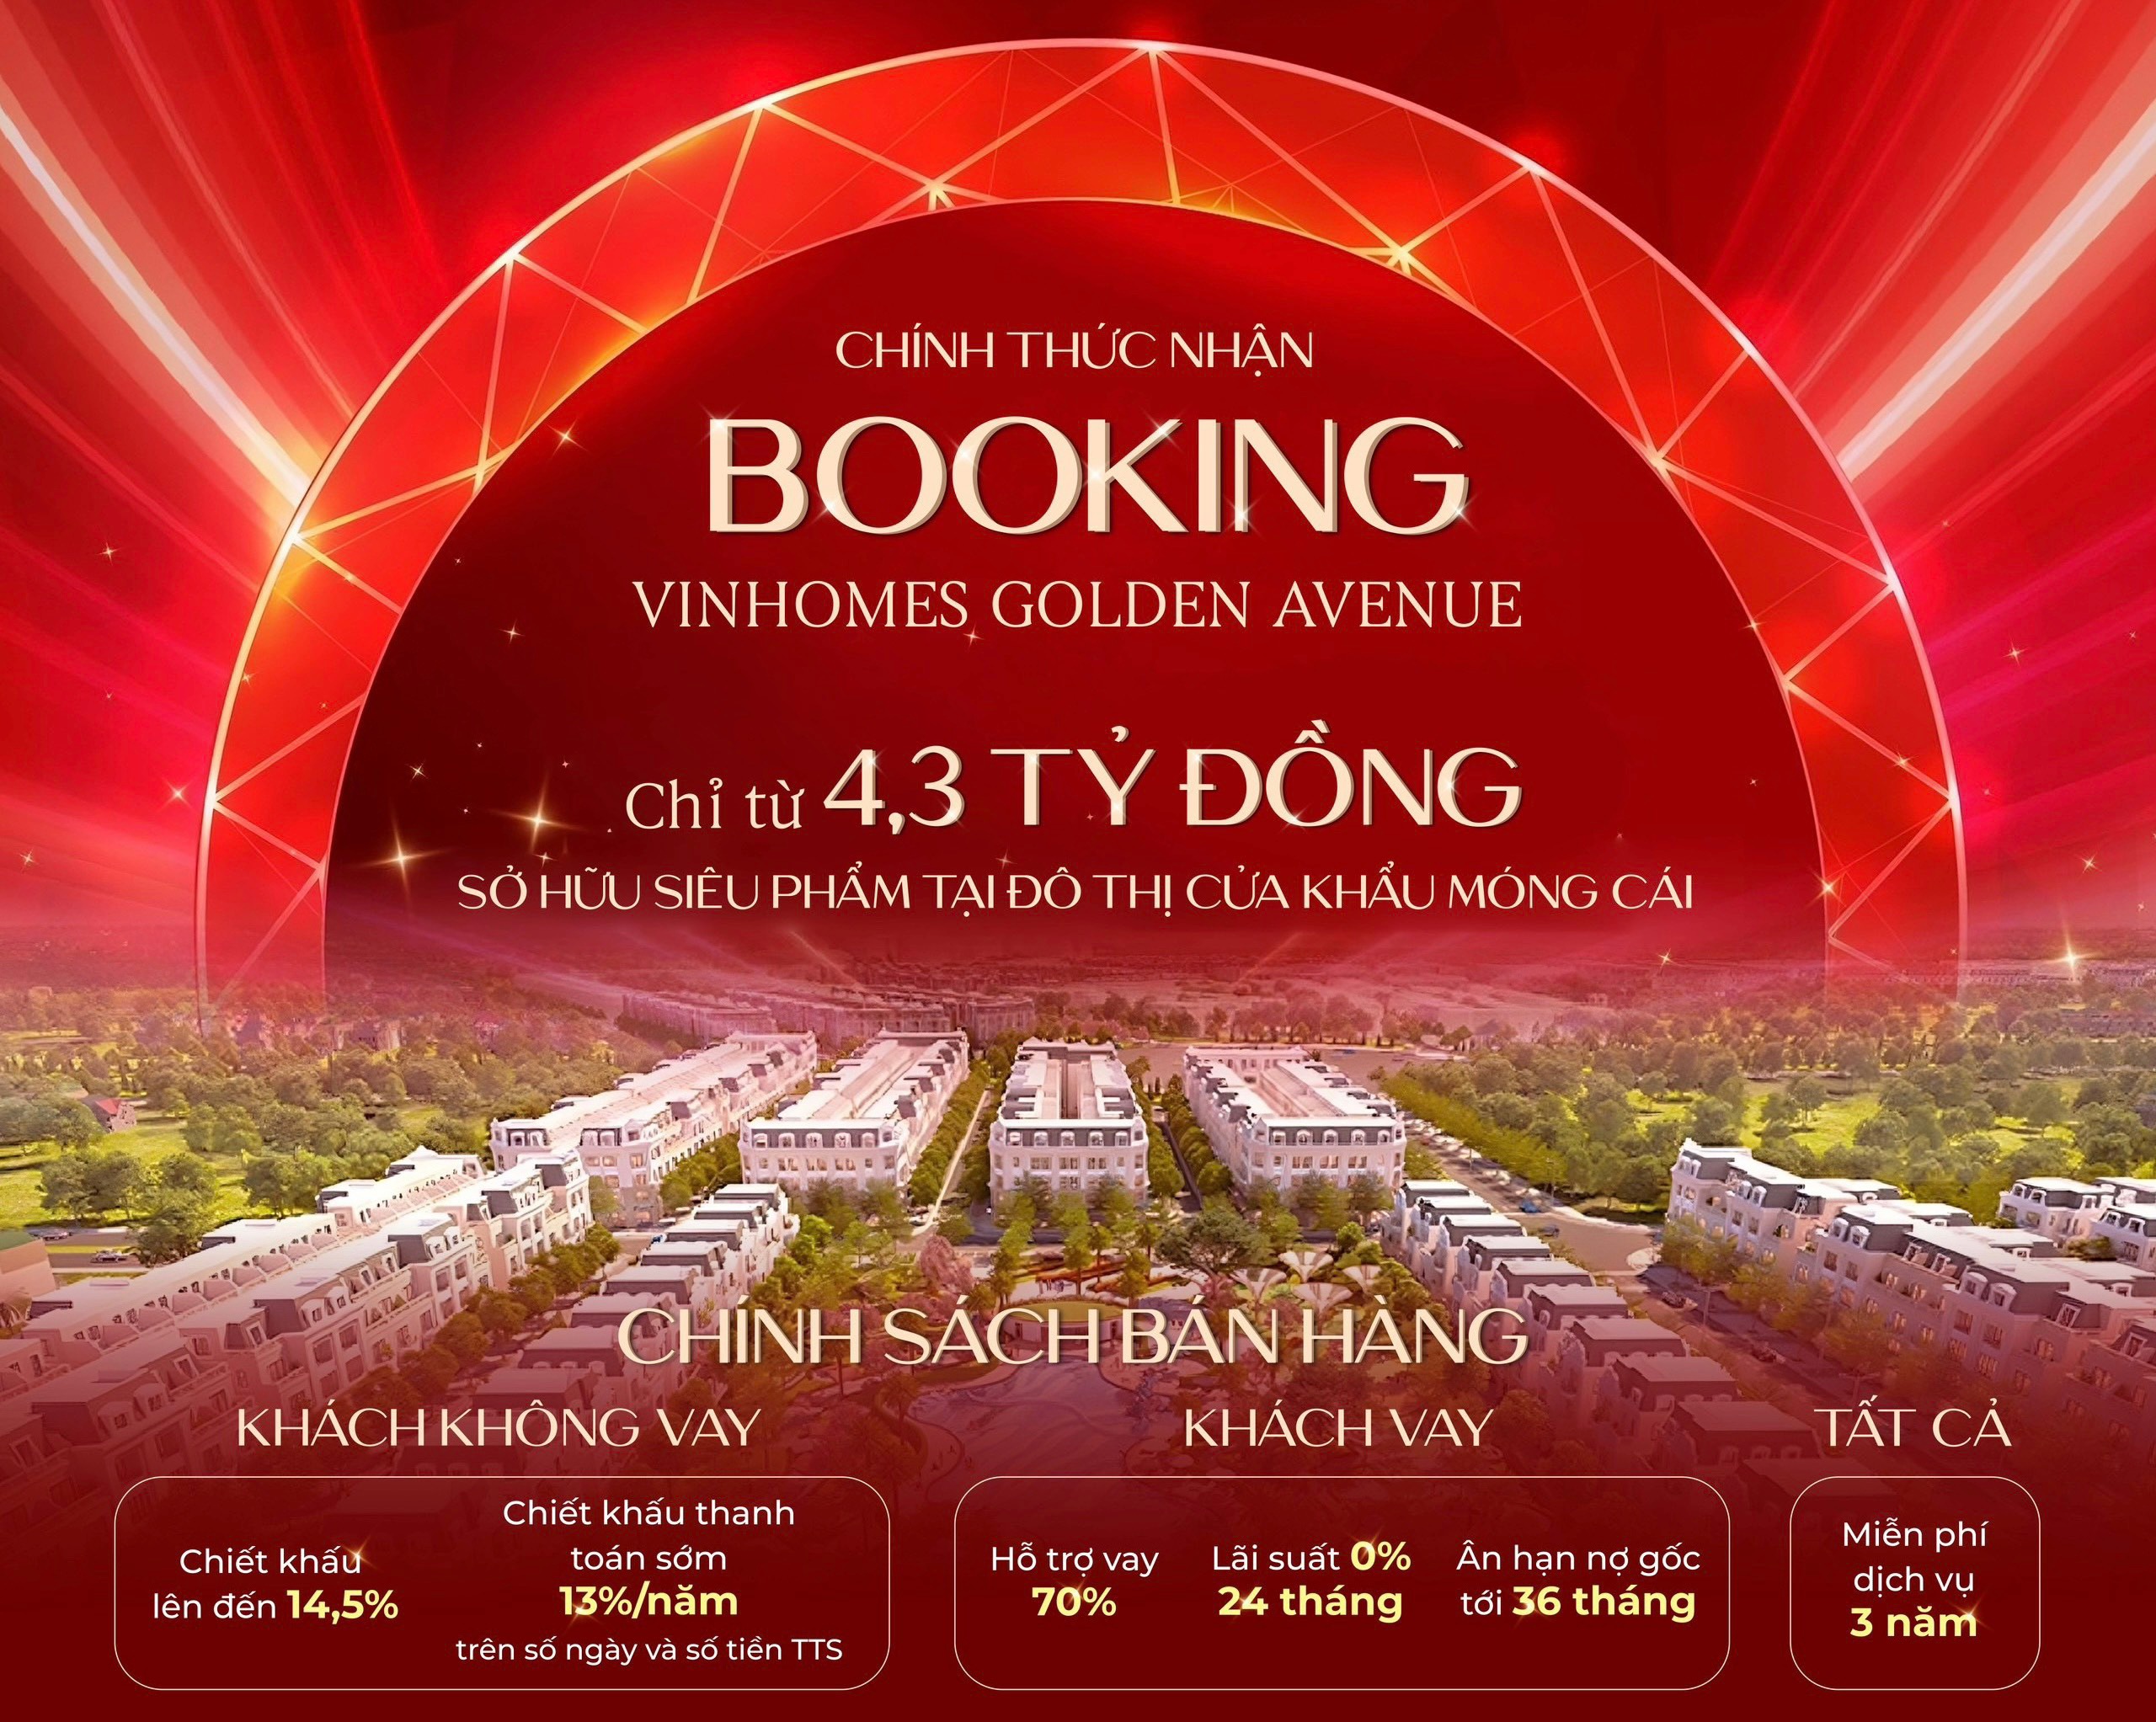 CHÍNH THỨC NHẬN
BOOKING
VINHOMES GOLDEN AVENUE
Chỉ từ 4,3 TỶ ĐỒNG
SỞ HỮU SIÊU PHẨM TẠI ĐÔ THỊ CỬA KHẨU MÓNG CÁI
CHÍNH SÁCH BÁN HÀNG
KHÁCH KHÔNG VAY
Chiết khấu
lên đến 14,5%
Chiết khấu thanh
toán sớm
13%/năm
trên số ngày và số tiền TTS
KHÁCH VAY
Hỗ trợ vay
70%
Lãi suất 0%
24 tháng
Ân hạn nợ gốc
tới 36 tháng
TẤT CẢ
Miễn phí
dịch vụ
3 năm